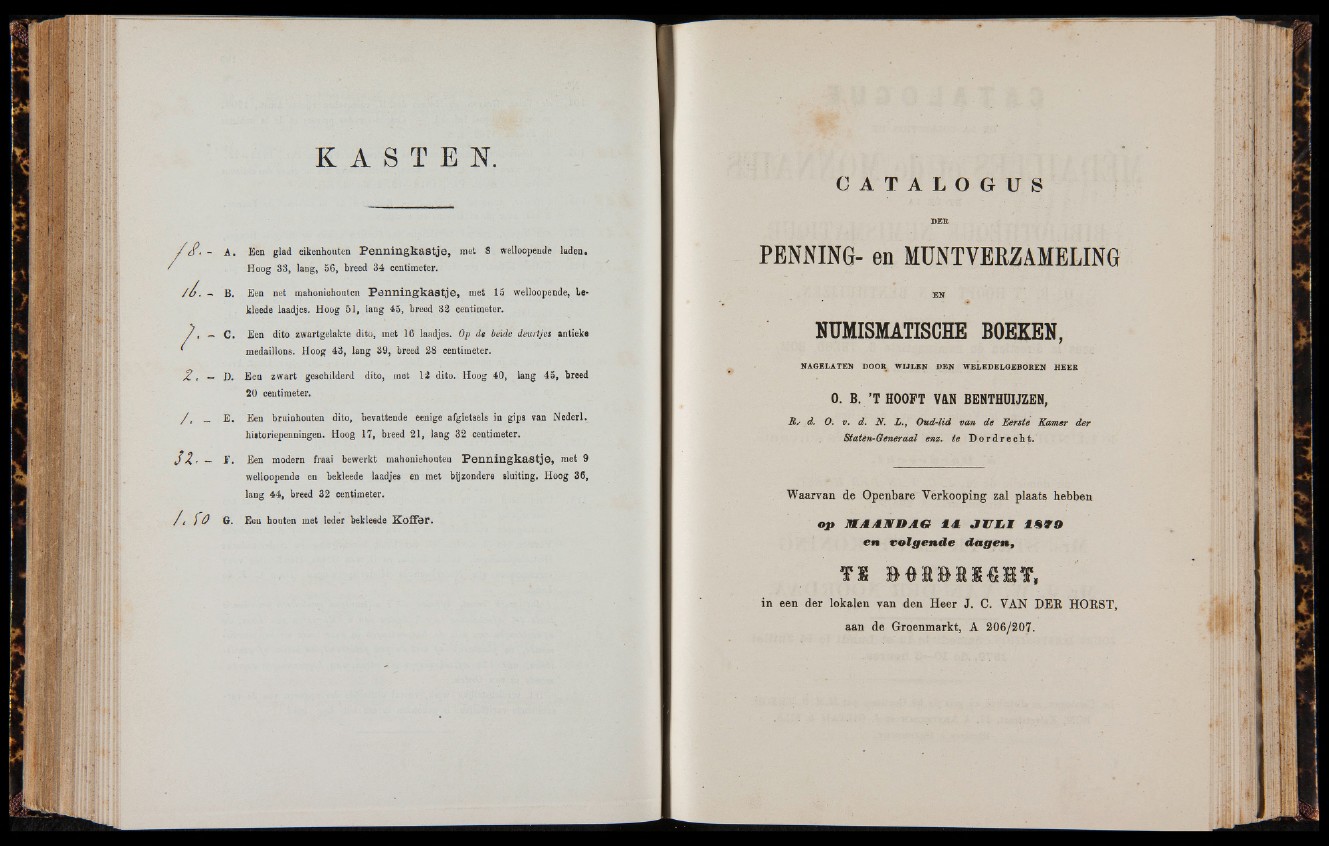 KASTEN.
18. - A. Een glad eikenhouten Penningkastje, met 8 welloopende laden.
Hoog 33, lang, 56, breed 34 centimeter.
16. - B. Een net mahoniehouten Penningkastje, met 15 welloopende, be-
kleede laadjes. Hoog 51, lang 45, breed 32 centimeter.
7. - C. Een dito zwartgelakte dito, met 16 laadjes. Op de beide deurtjes antieke
medaillons. Hoog 43, lang 39, breed 28 centimeter.
2. - D. Een zwart geschilderd dito, met 12 dito. Hoog 40, lang 45, breed
20 centimeter.
1. - E. Een bruinhouten dito, bevattende eenige afgietsels in gips van Nederl.
historiepenningen. Hoog 17, breed 21, lang 32 centimeter.
32. - F. Een modern fraai bewerkt mahoniehouten Penningkastje, met 9
welloopende en bekleede laadjes en met bijzondere sluiting. Hoog 36,
lang 44, breed 32 centimeter.
1. 50 G. Een houten met leder bekleede Koffer.
CATALOGUS
DER
PENNING- en MUNTVERZAMELING
EN
NUMISMATISCHE BOEKEN,
NAGELATEN DOOR WIJLEN DEN WELEDELGEBOREN HEER
O. B. 'T HOOFT VAN BENTHUIJZEN,
R. d. O. v. d. N. L., Oud-lid van de Eerste Kamer der
Staten-Generaal enz. te Dordrecht.
Waarvan de Openbare Verkooping zal plaats hebben
op MAANDAG 14 JULI 1879
en volgende dagen,
TE DORDRECHT,
in een der lokalen van den Heer J. C. VAN DER HORST,
aan de Groenmarkt, A 206/207.